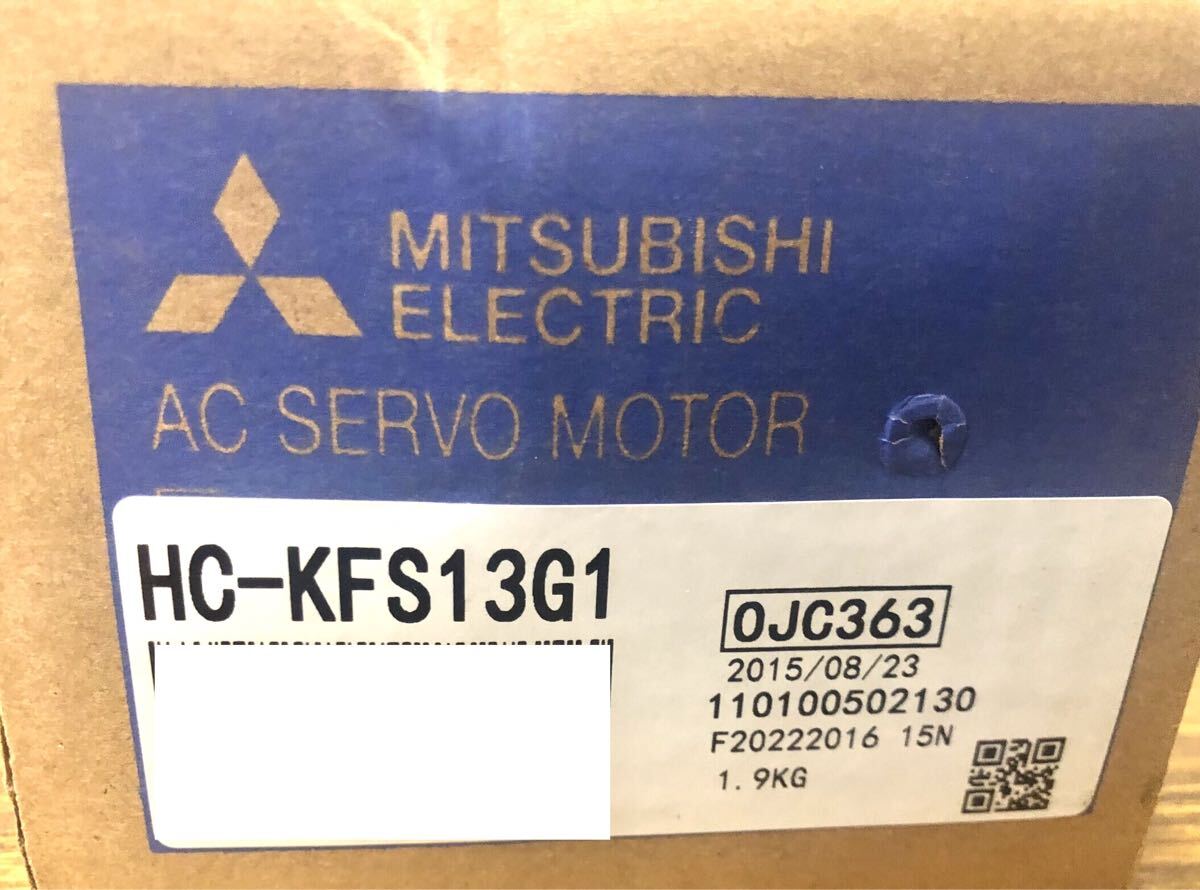 MITSUBISHI
ELECTRIC
AC SERVO MOTOR
HC-KFS13G1
0JC363
2015/08/23
110100502130
F20222016 15N
1.9KG